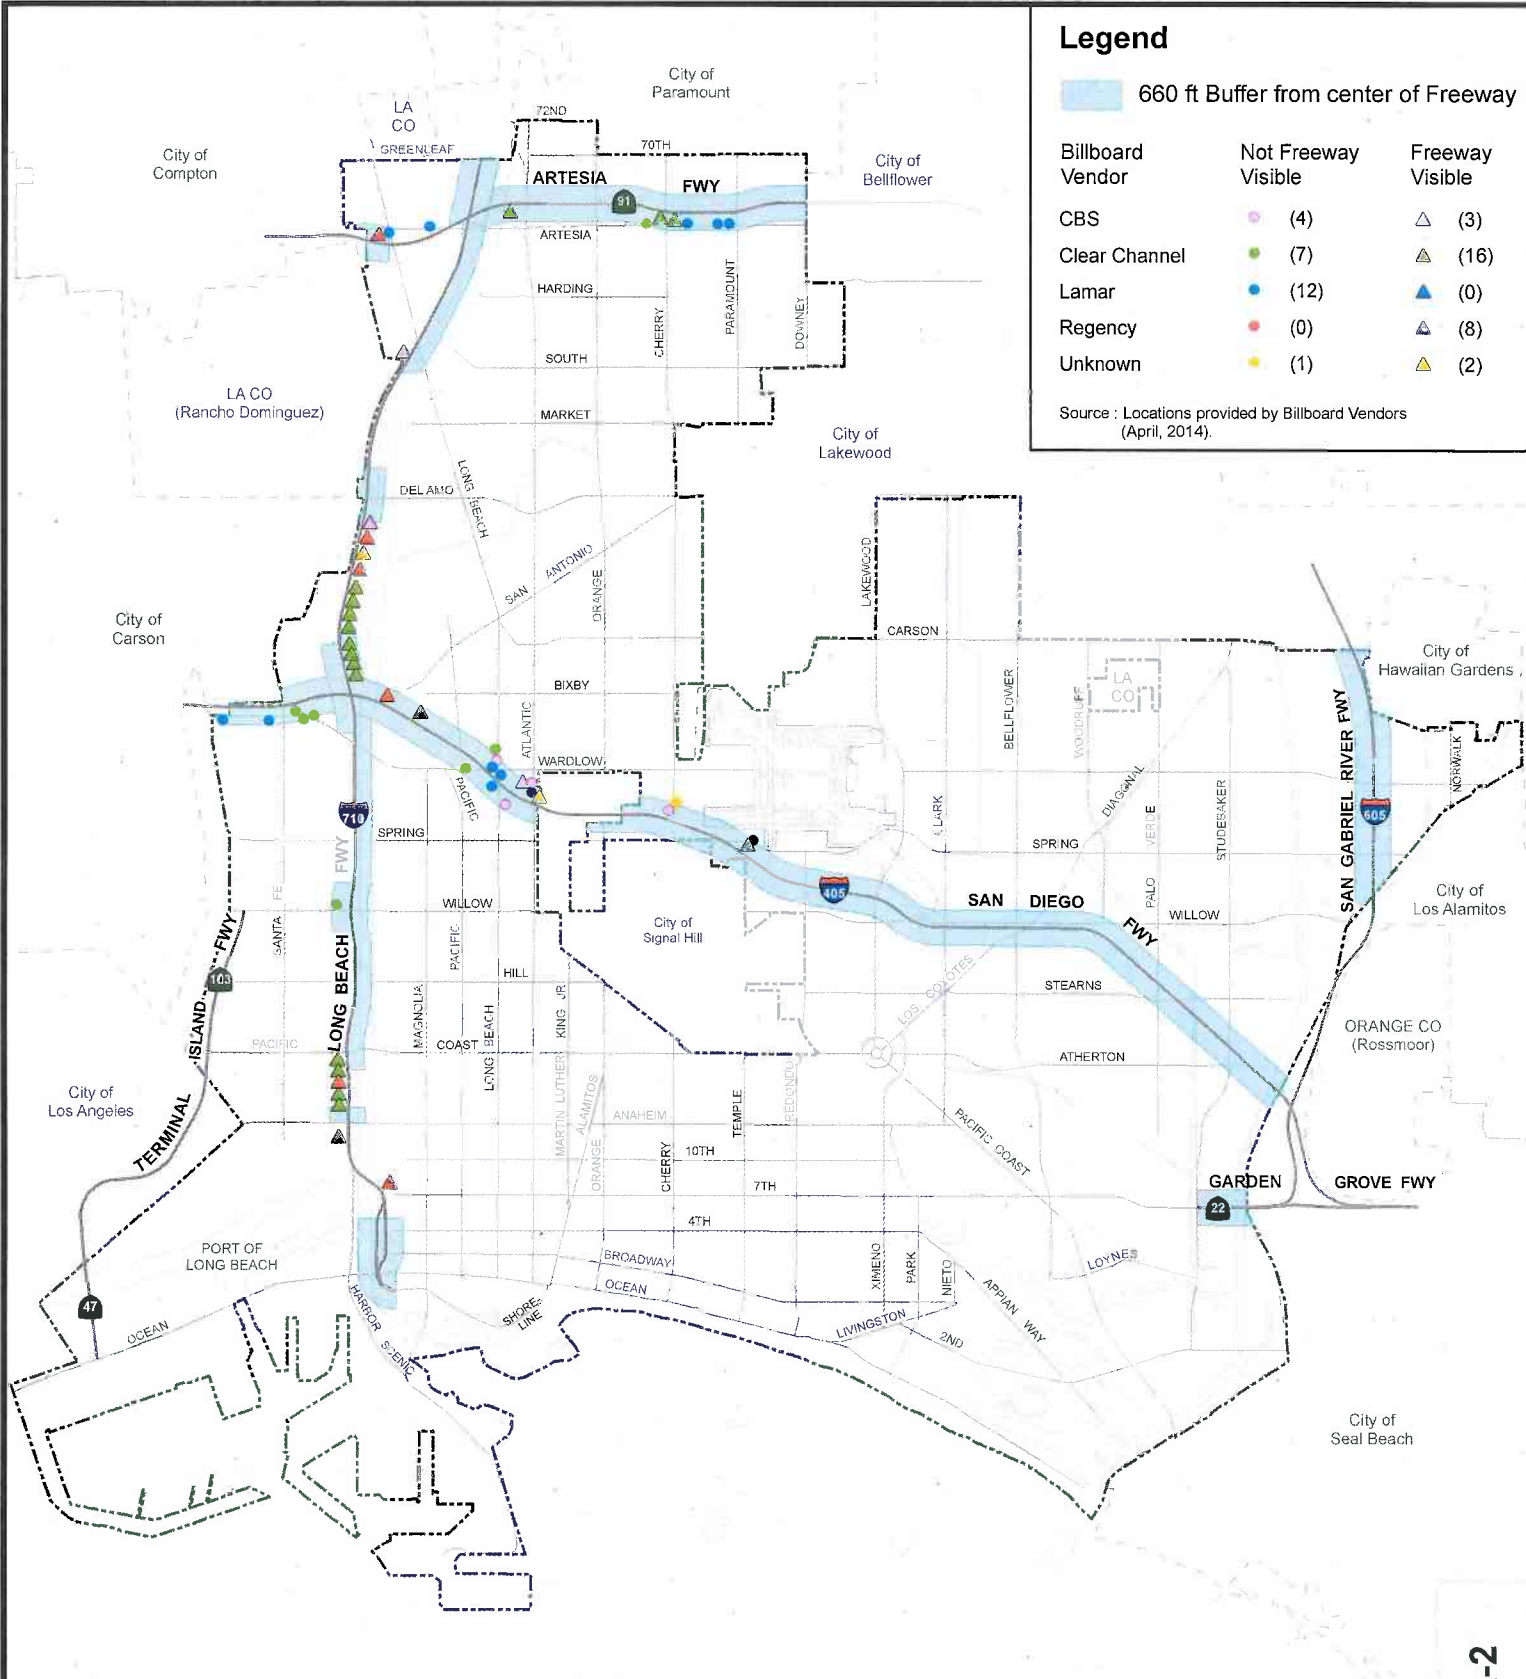 Legend
660 ft Buffer from center of Freeway
Billboard Vendor
Not Freeway Visible
Freeway Visible
CBS (4) (3)
Clear Channel (7) (16)
Lamar (12) (0)
Regency (0) (8)
Unknown (1) (2)
Source : Locations provided by Billboard Vendors
(April, 2014).
City of
Paramount
LA
CO
72ND
GREENLEAF
70TH
City of
Compton
City of
Bellflower
ARTESIA FWY
91
ARTESIA
HARDING
CHERRY
PARAMOUNT
DOWNEY
SOUTH
LA CO
(Rancho Dominguez)
MARKET
City of
Lakewood
DEL AMO
LONG BEACH
SAN ANTONIO
ORANGE
LAKEWOOD
CARSON
City of
Carson
City of
Hawaiian Gardens
BIXBY
LA
CO
BELLFLOWER
WOODRUFF
ATLANTIC
WARDLOW
PACIFIC
710
SPRING
FWY
CLARK
DIAGONAL
PALO VERDE
STUDEBAKER
SPRING
SAN GABRIEL RIVER FWY
605
NORWALK
405
SAN DIEGO FWY
SANTA FE
WILLOW
WILLOW
City of
Signal Hill
City of
Los Alamitos
103
TERMINAL ISLAND FWY
LONG BEACH
PACIFIC
HILL
LOS COYOTES
STEARNS
MAGNOLIA
LONG BEACH
MARTIN LUTHER KING JR
PACIFIC COAST
ORANGE CO
(Rossmoor)
ATHERTON
City of
Los Angeles
ALAMITOS
ANAHEIM
TEMPLE
REDONDO
PACIFIC COAST
10TH
ORANGE
CHERRY
7TH
GARDEN GROVE FWY
22
4TH
PORT OF
LONG BEACH
BROADWAY
OCEAN
XIMENO
PARK
NIETO
APPIAN WAY
LOYNES
47
OCEAN
HARBOR SCENIC
SHORE-
LINE
LIVINGSTON
2ND
City of
Seal Beach
-2